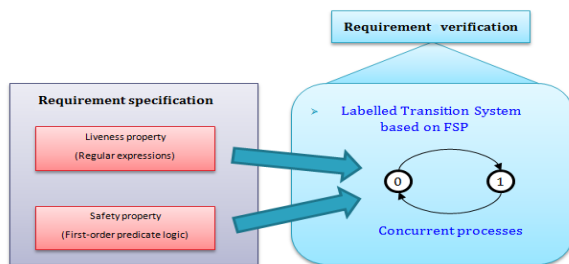 Requirement verification
Requirement specification
Liveness property
(Regular expressions)
Safety property
(First-order predicate logic)
➢ Labelled Transition System
based on FSP
0
1
Concurrent processes